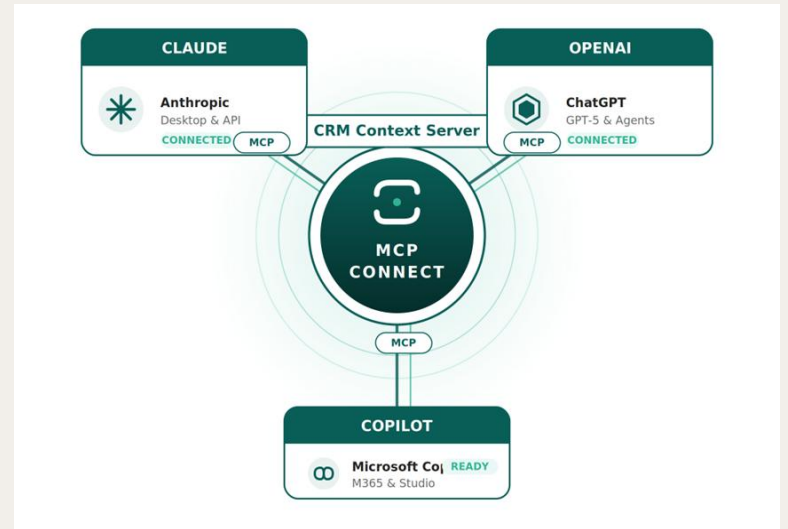 CLAUDE
Anthropic
Desktop & API
CONNECTED
MCP
OPENAI
ChatGPT
GPT-5 & Agents
MCP
CONNECTED
CRM Context Server
MCP
CONNECT
MCP
COPILOT
Microsoft
READY
M365 & Studio